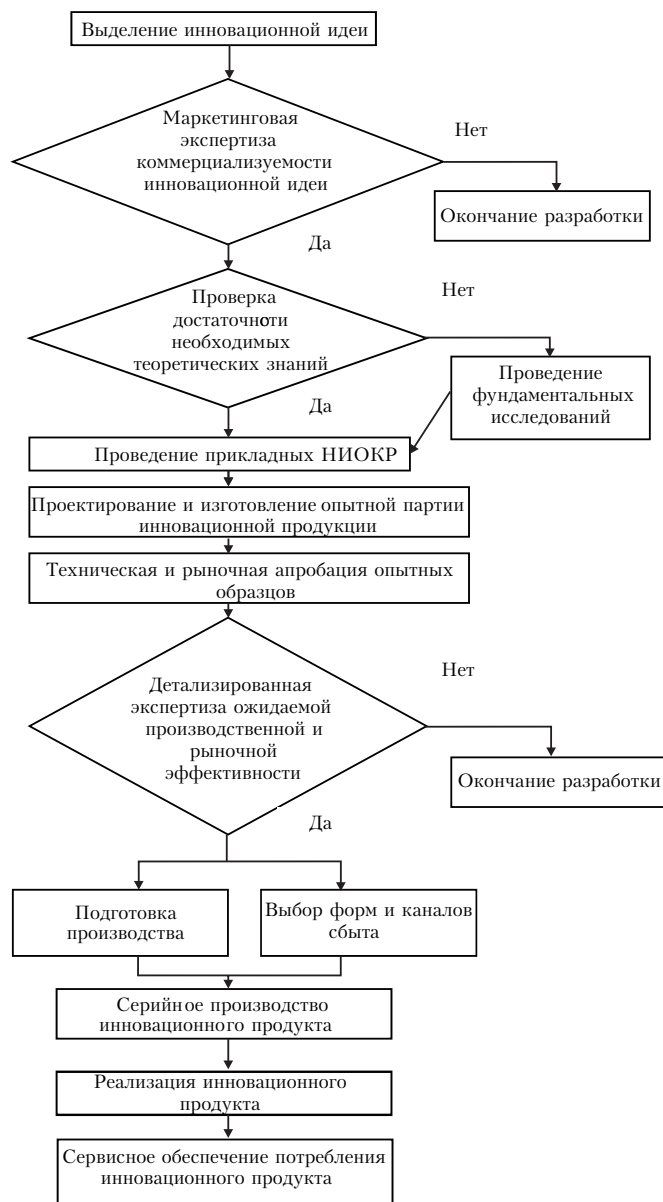 Выделение инновационной идеи
Маркетинговая
экспертиза
коммерциализуемости
инновационной идеи
Нет
Окончание разработки
Да
Проверка
достаточности
необходимых
теоретических знаний
Нет
Проведение
фундаментальных
исследований
Да
Проведение прикладных НИОКР
Проектирование и изготовление опытной партии
инновационной продукции
Техническая и рыночная апробация опытных
образцов
Детализированная
экспертиза ожидаемой
производственной и
рыночной
эффективности
Нет
Окончание разработки
Да
Подготовка
производства
Выбор форм и каналов
сбыта
Серийное производство
инновационного продукта
Реализация инновационного
продукта
Сервисное обеспечение потребления
инновационного продукта